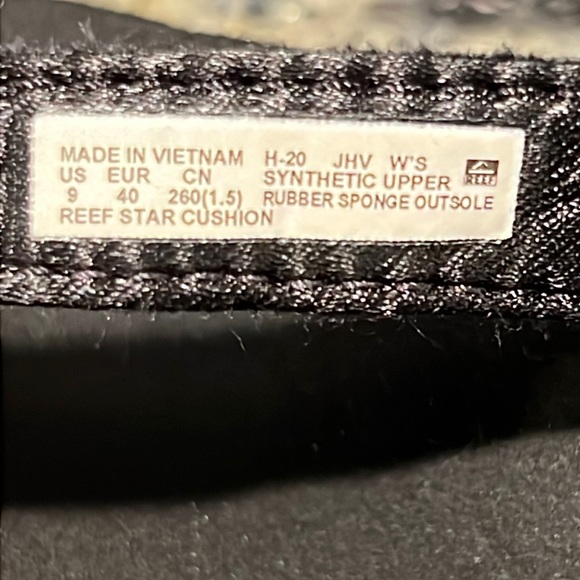 MADE IN VIETNAM H-20 JHV W'S
US EUR CN SYNTHETIC UPPER REEF
9 40 260(1.5) RUBBER SPONGE OUTSOLE
REEF STAR CUSHION